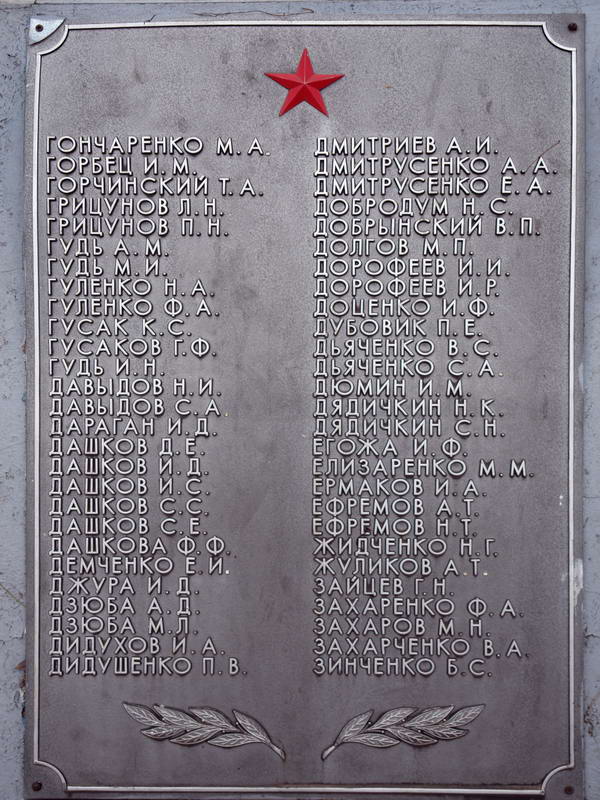 ГОНЧАРЕНКО М.А.
ГОРБЕЦ И.М.
ГОРЧИНСКИЙ Т.А.
ГРИЦУНОВ Л.Н.
ГРИЦУНОВ П.Н.
ГУДЬ А.М.
ГУДЬ М.И.
ГУЛЕНКО Н.А.
ГУЛЕНКО Ф.А.
ГУСАК К.С.
ГУСАКОВ Г.Ф.
ГУДЬ И.Н.
ДАВЫДОВ Н.И.
ДАВЫДОВ С.А
ДАРАГАН И.Д.
ДАШКОВ Д.Е.
ДАШКОВ И.Д.
ДАШКОВ И.С.
ДАШКОВ С.С.
ДАШКОВ С.Е.
ДАШКОВА Ф.Ф.
ДЕМЧЕНКО Е.И.
ДЖУРА И.Д.
ДЗЮБА А.Д.
ДЗЮБА М.Л.
ДИДУХОВ И.А.
ДИДУШЕНКО П.В.
ДМИТРИЕВ А.И.
ДМИТРУСЕНКО А.А.
ДМИТРУСЕНКО Е.А.
ДОБРОДУМ Н.С.
ДОБРЫНСКИЙ В.П.
ДОЛГОВ М.П.
ДОРОФЕЕВ И.И.
ДОРОФЕЕВ И.Р.
ДОЦЕНКО И.Ф.
ДУБОВИК П.Е.
ДЬЯЧЕНКО В.С.
ДЬЯЧЕНКО С.А.
ДЮМИН И.М.
ДЯДИЧКИН Н.К.
ДЯДИЧКИН С.Н.
ЕГОЖА И.Ф.
ЕЛИЗАРЕНКО М.М.
ЕРМАКОВ И.А.
ЕФРЕМОВ А.Т.
ЕФРЕМОВ Н.Т.
ЖИДЧЕНКО Н.Г.
ЖУЛИКОВ А.Т.
ЗАЙЦЕВ Г.Н.
ЗАХАРЕНКО Ф.А.
ЗАХАРОВ М.Н.
ЗАХАРЧЕНКО В.А.
ЗИНЧЕНКО Б.С.